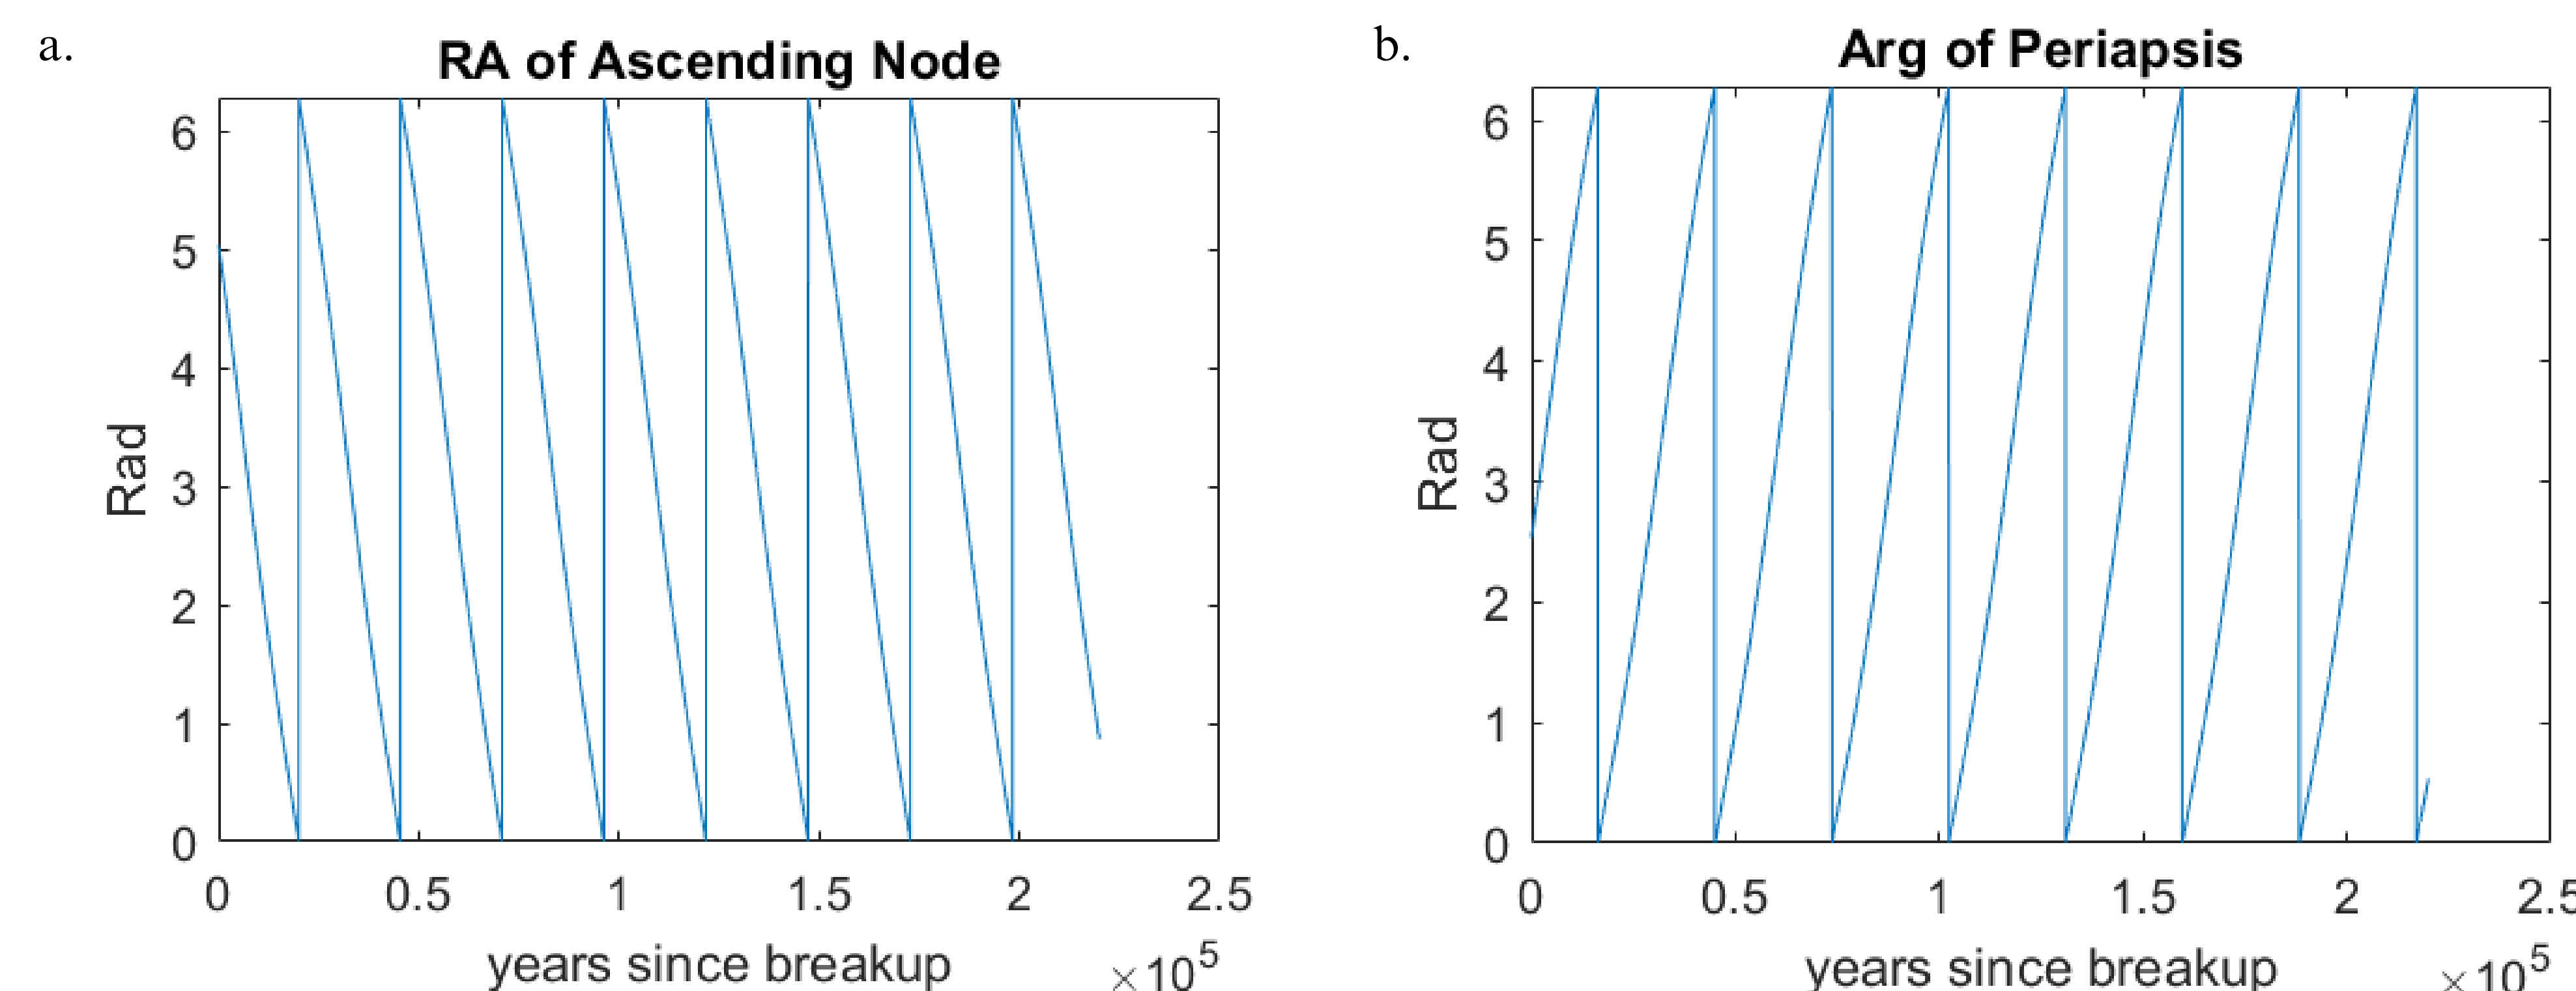 a.
RA of Ascending Node
Rad
6
5
4
3
2
1
0
0 0.5 1 1.5 2 2.5
years since breakup
×10^5
b.
Arg of Periapsis
Rad
6
5
4
3
2
1
0
0 0.5 1 1.5 2 2.5
years since breakup
×10^5